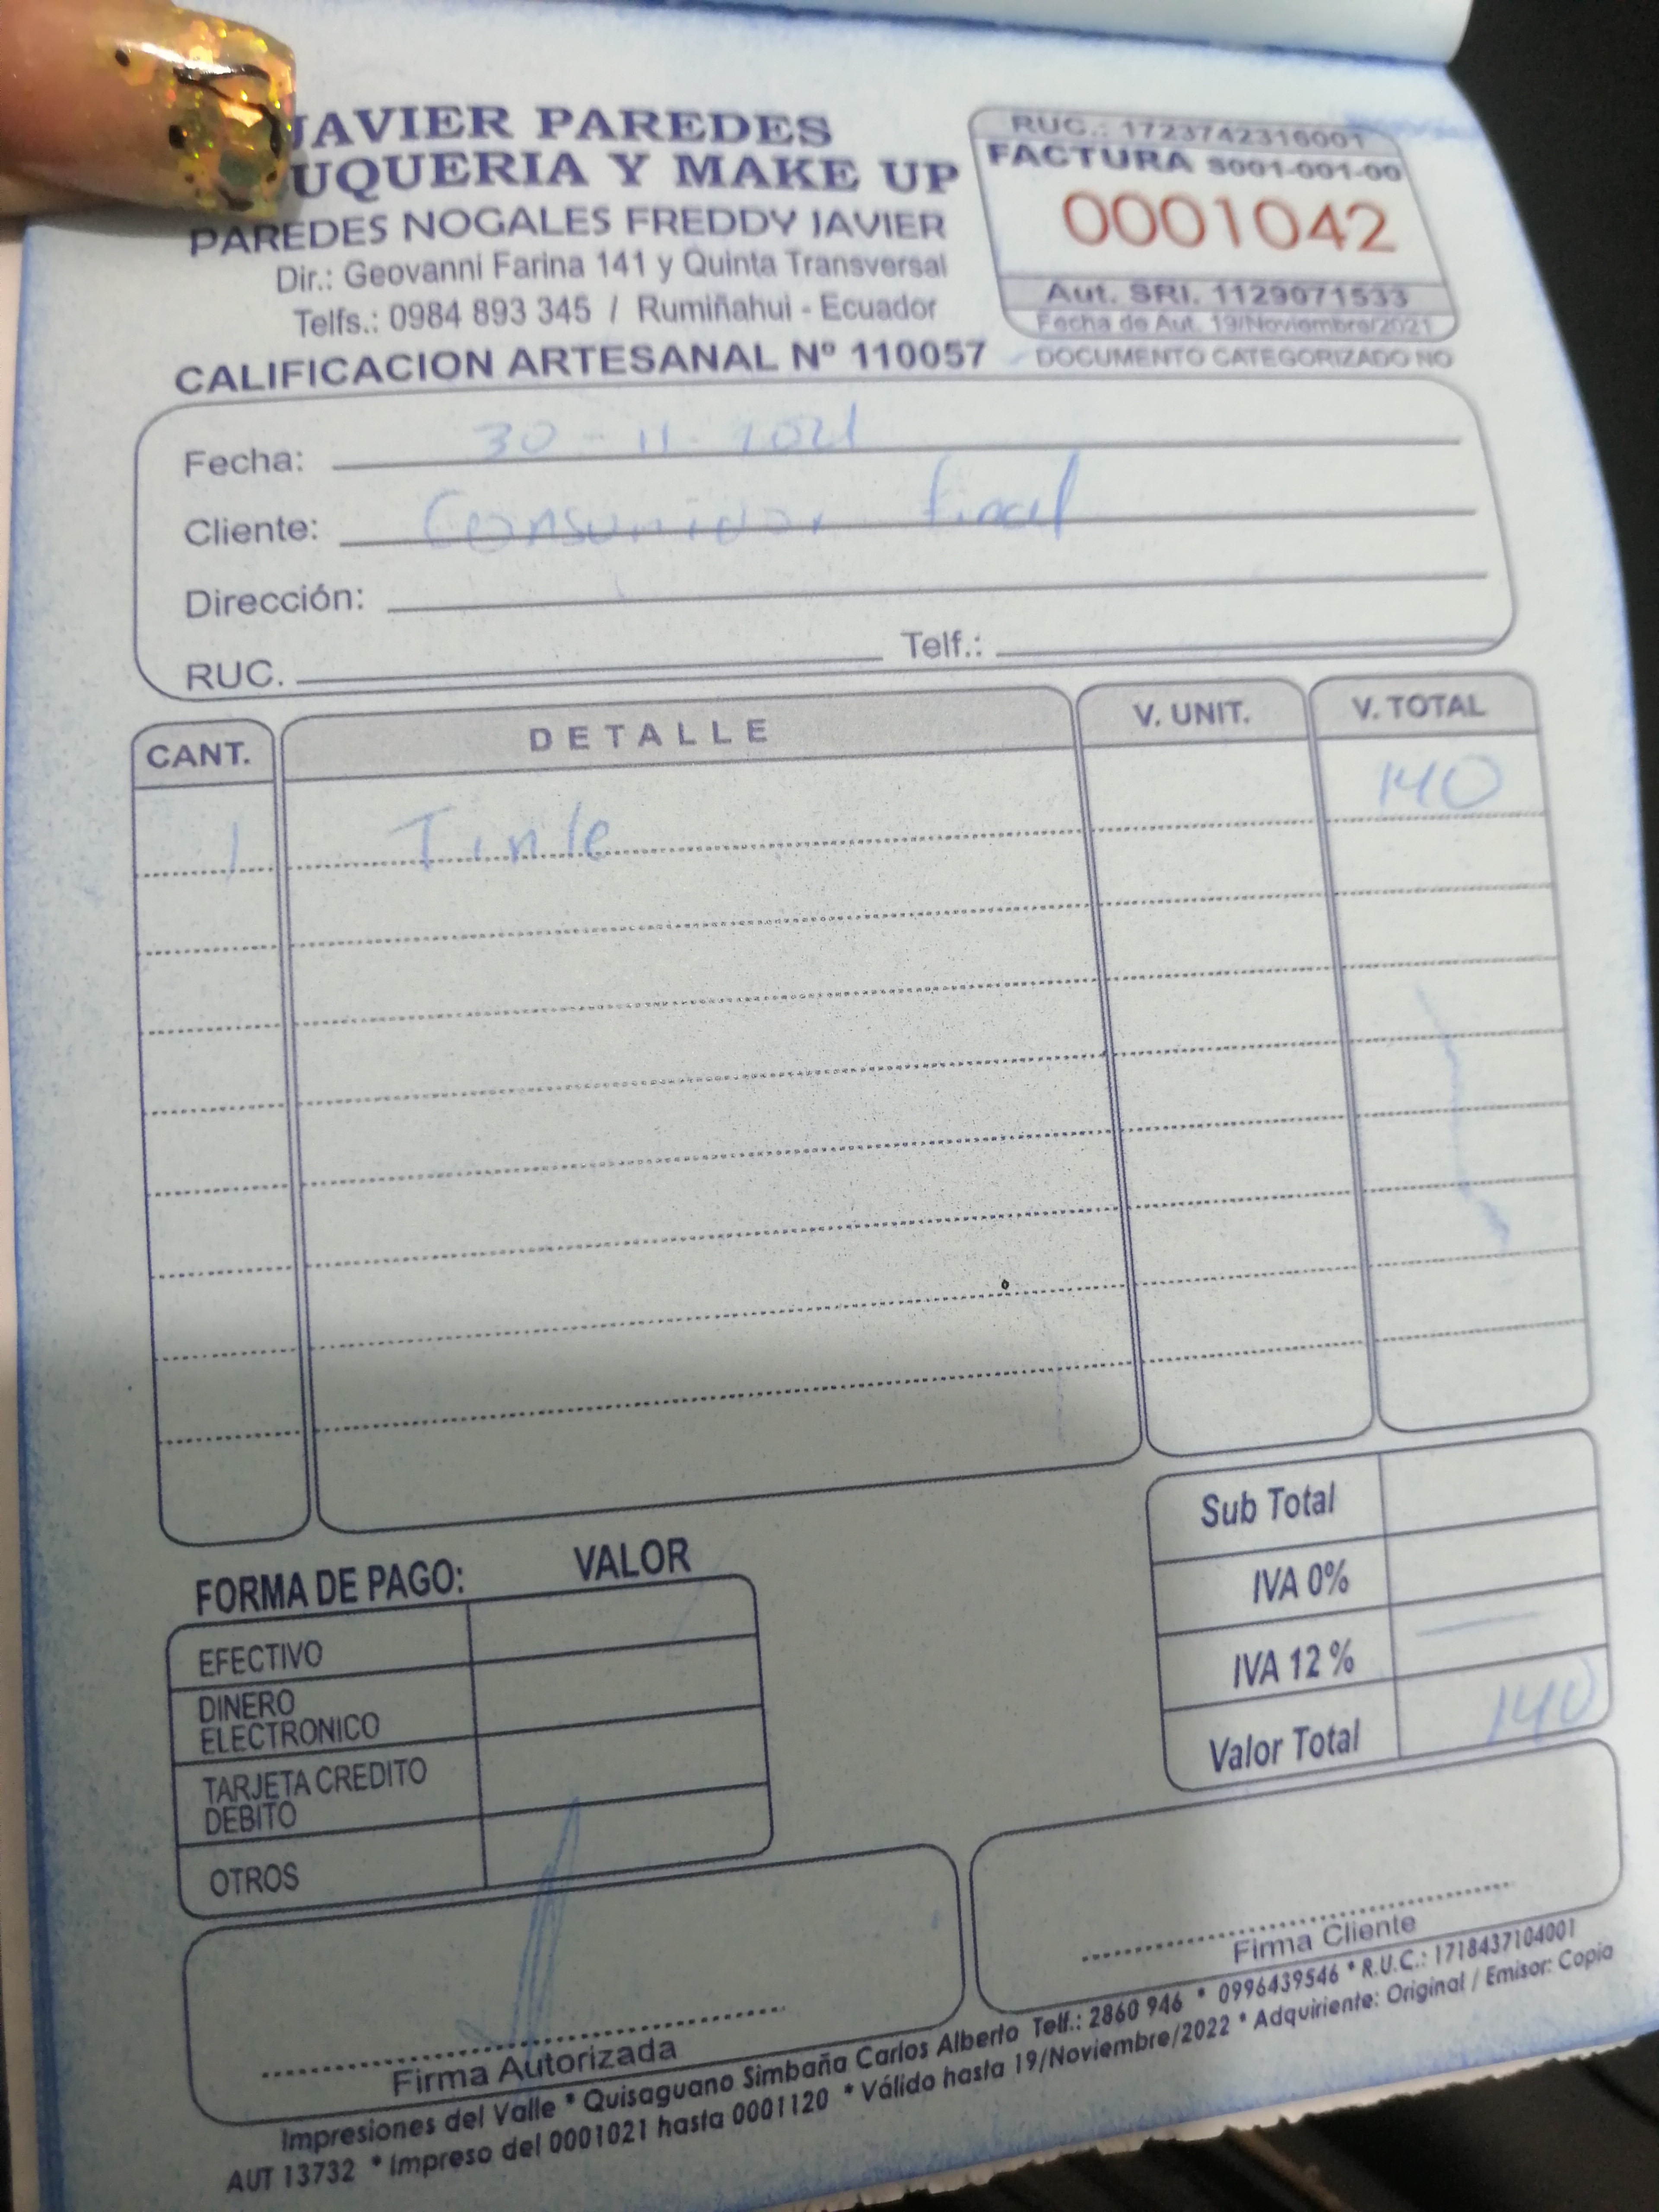 JAVIER PAREDES
UQUERIA Y MAKE UP
PAREDES NOGALES FREDDY JAVIER
Dir.: Geovanni Farina 141 y Quinta Transversal
Telfs.: 0984 893 345 / Rumiñahui - Ecuador
CALIFICACION ARTESANAL Nº 110057
RUC.: 1723742316001
FACTURA S001-001-00
0001042
Aut. SRI. 1129071533
Fecha de Aut. 19/Noviembre/2021
DOCUMENTO CATEGORIZADO NO
Fecha: 30-11-2021
Cliente: Consumidor final
Dirección:
RUC. Telf.:
CANT. DETALLE V. UNIT. V. TOTAL
1 Tinte 140
Sub Total
IVA 0%
IVA 12 %
Valor Total 140
FORMA DE PAGO: VALOR
EFECTIVO
DINERO
ELECTRONICO
TARJETA CREDITO
DEBITO
OTROS
Firma Autorizada
Firma Cliente
Impresiones del Valle * Quisaguano Simbaña Carlos Alberto Telf.: 2860 946 * 0996439546 * R.U.C.: 1718437104001
AUT 13732 * Impreso del 0001021 hasta 0001120 * Válido hasta 19/Noviembre/2022 * Adquiriente: Original / Emisor: Copia